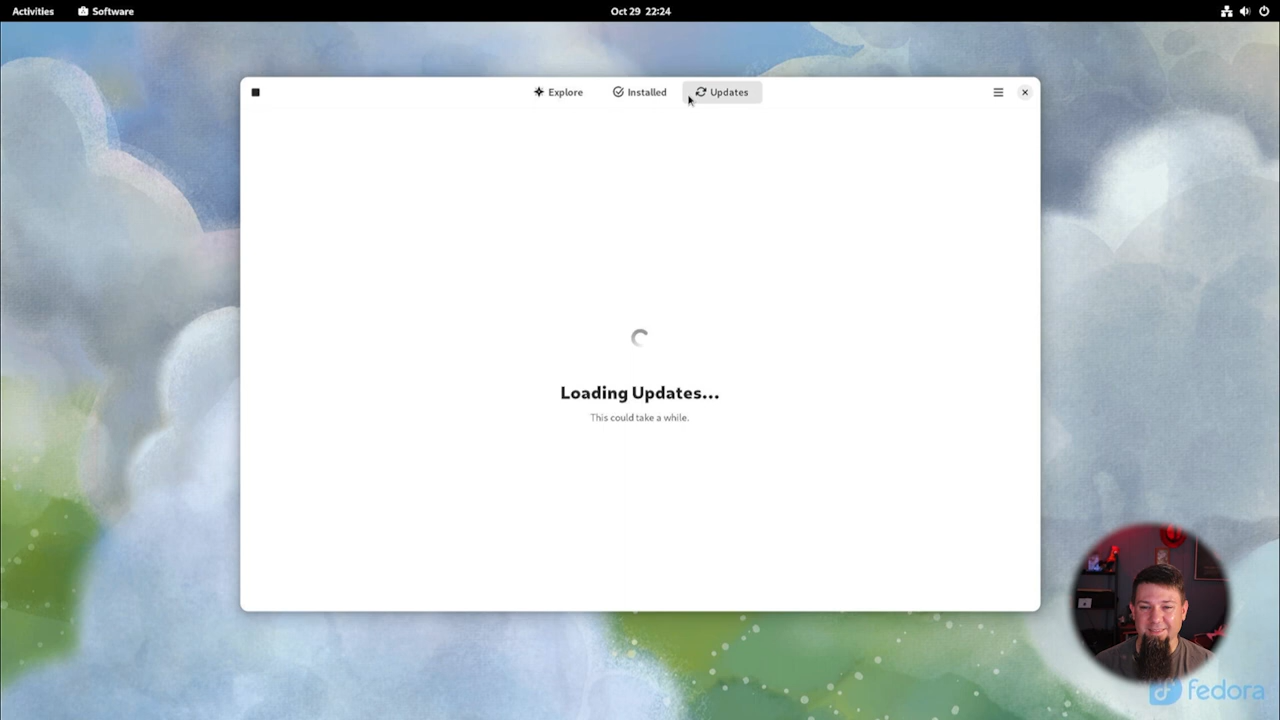 Activities Software Oct 29 22:24
Explore Installed Updates
Loading Updates...
This could take a while.
fedora